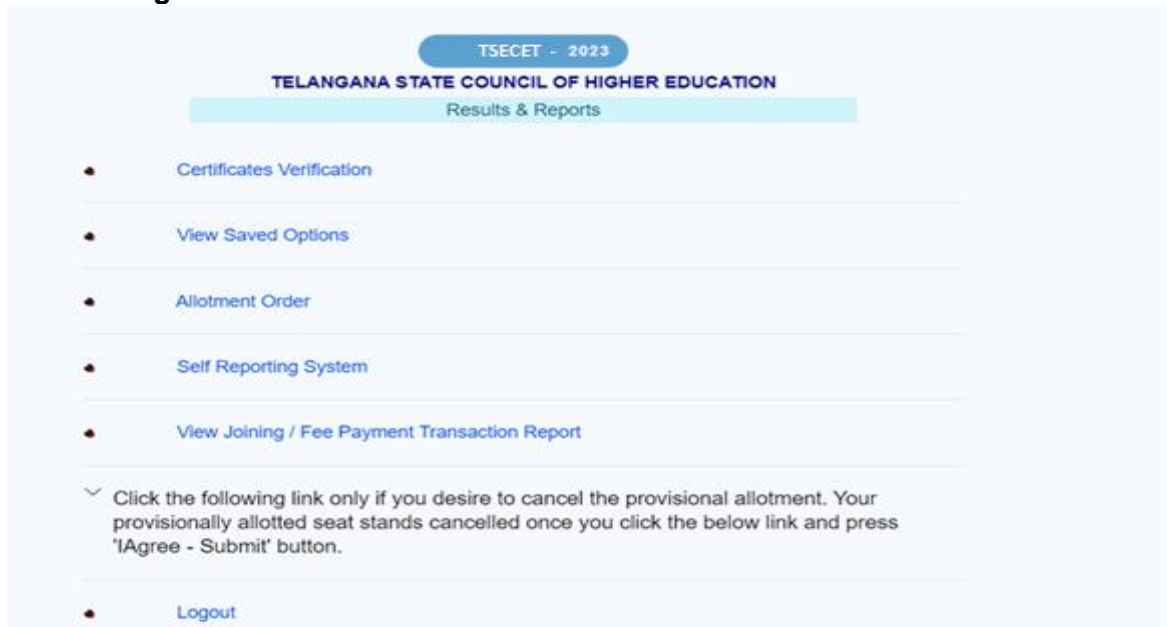 TSECET - 2023
TELANGANA STATE COUNCIL OF HIGHER EDUCATION
Results & Reports
Certificates Verification
View Saved Options
Allotment Order
Self Reporting System
View Joining / Fee Payment Transaction Report
Click the following link only if you desire to cancel the provisional allotment. Your
provisionally allotted seat stands cancelled once you click the below link and press
'IAgree - Submit' button.
Logout